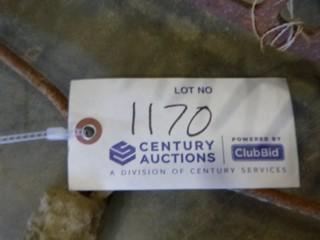 LOT NO
1170
CENTURY AUCTIONS
POWERED BY
ClubBid
A DIVISION OF CENTURY SERVICES